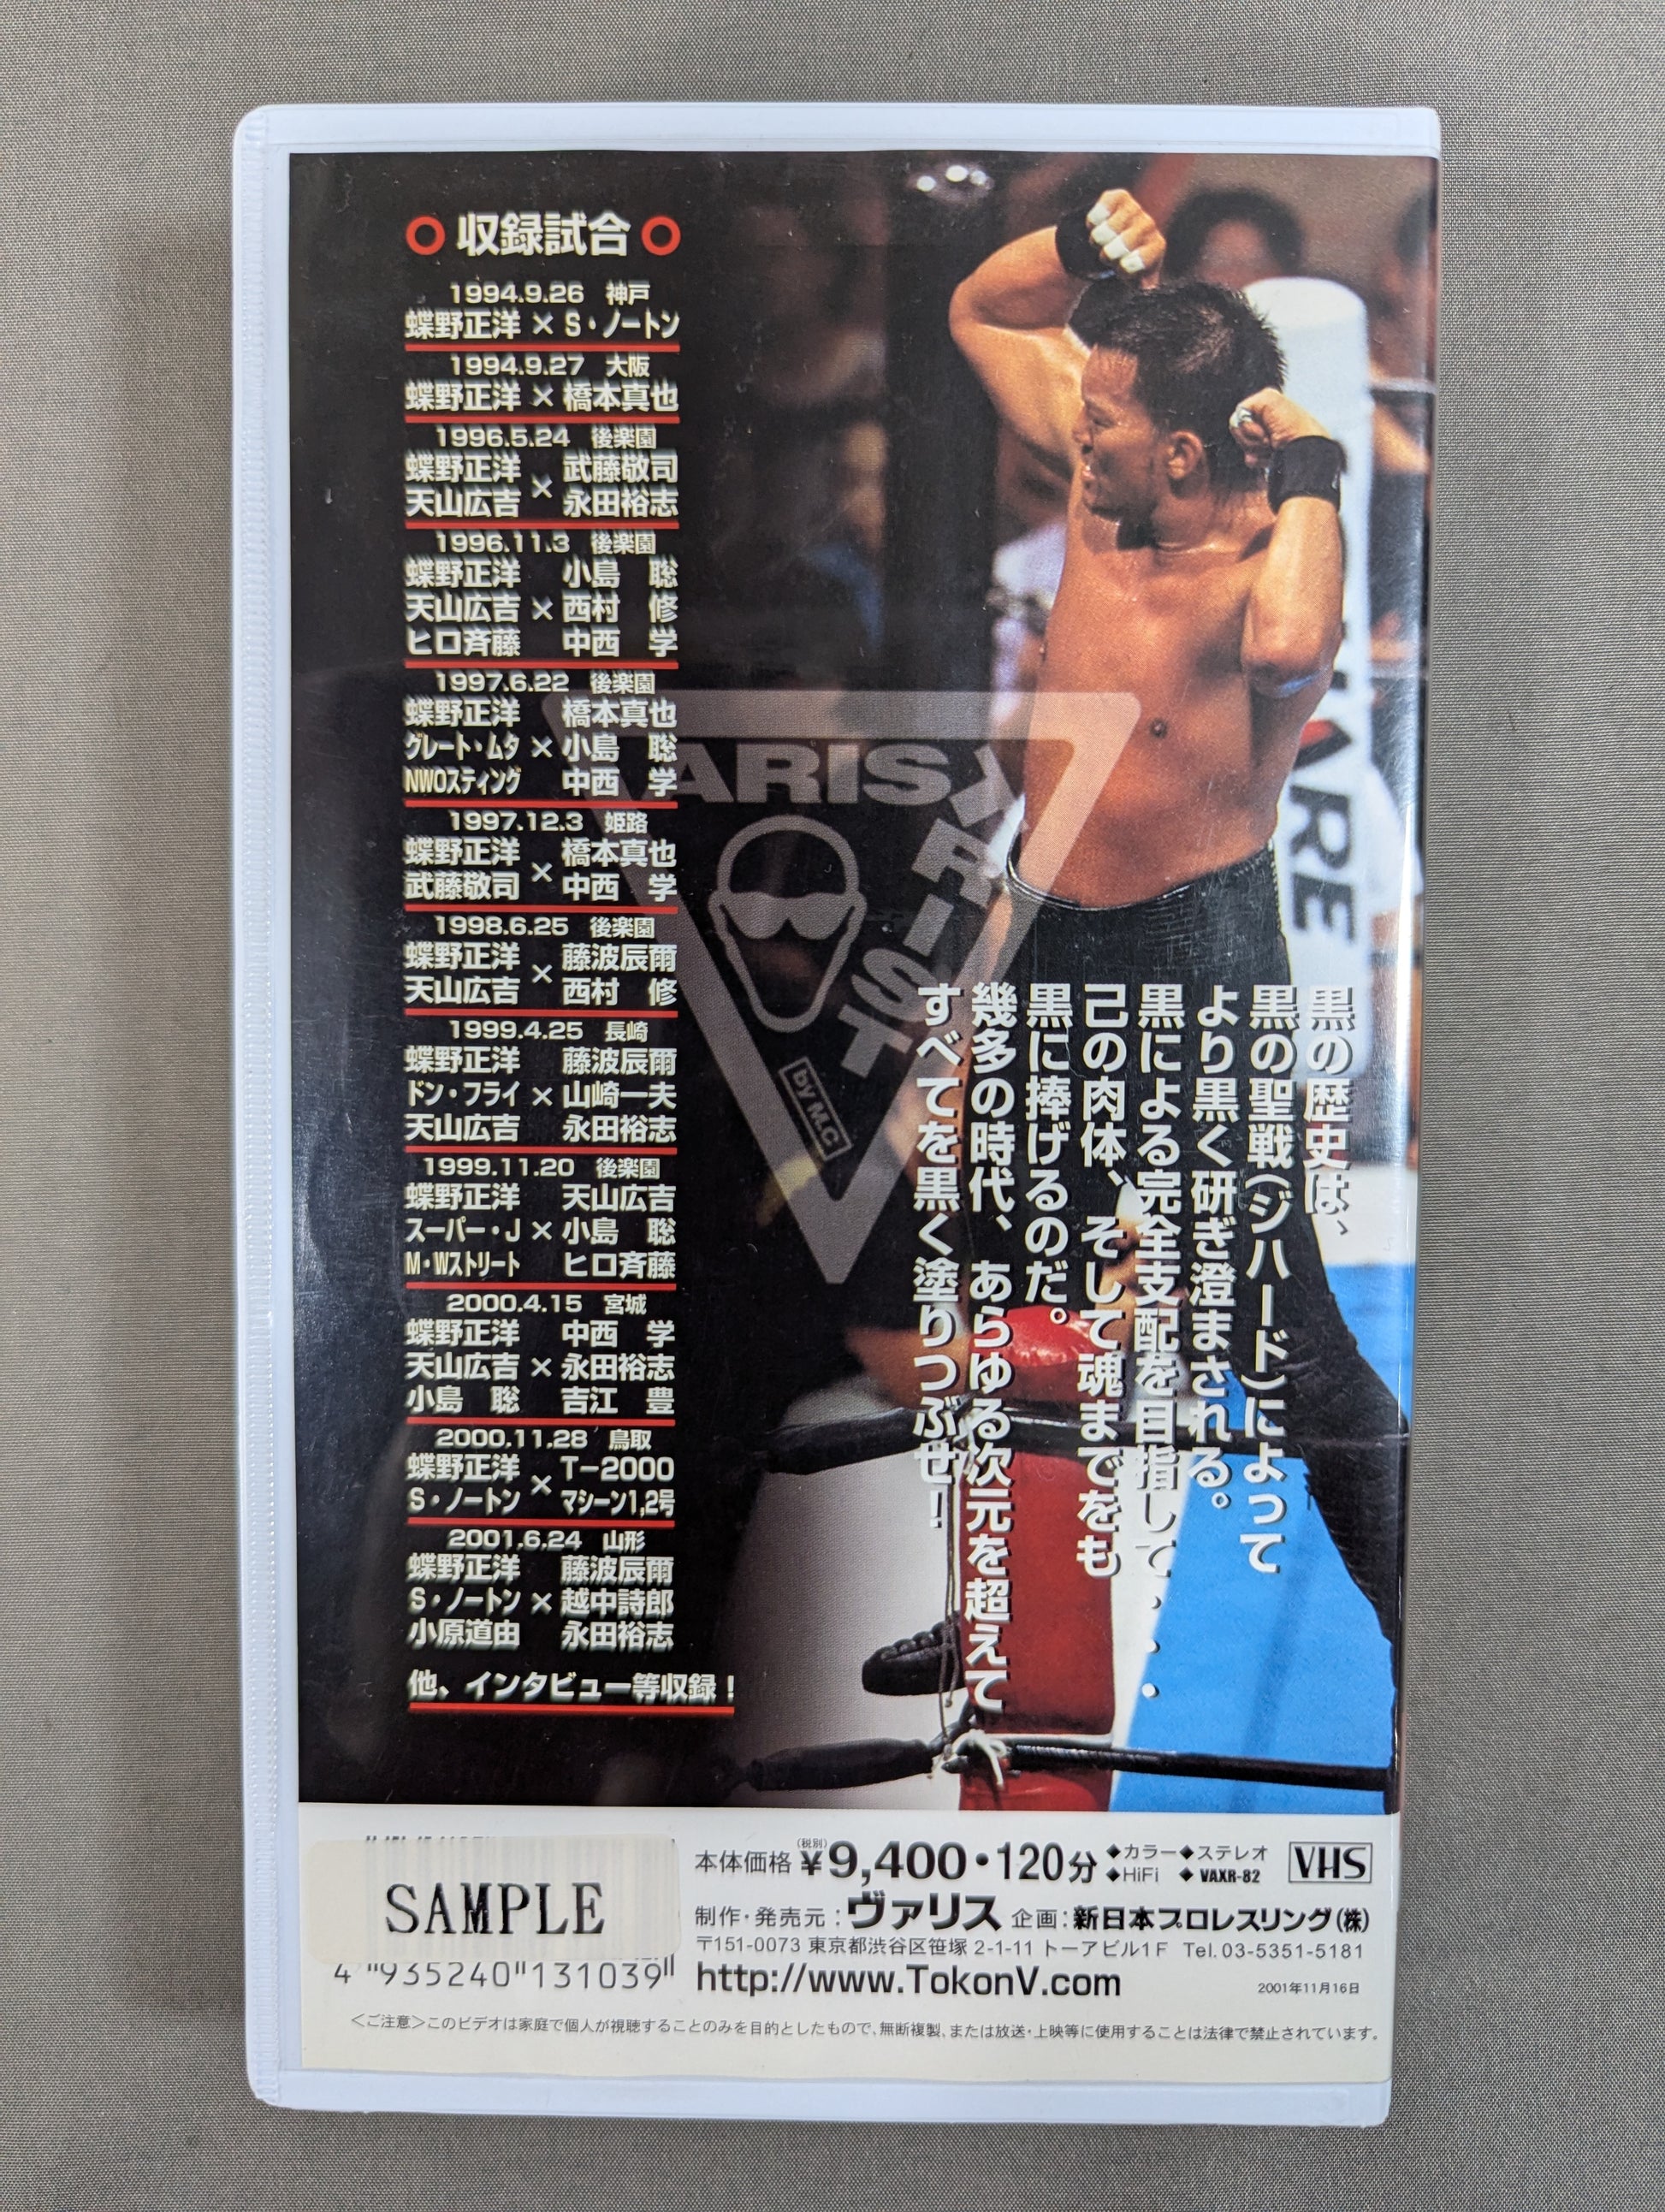 収録試合
1994.9.26 神戸
蝶野正洋 × S・ノートン
1994.9.27 大阪
蝶野正洋 × 橋本真也
1996.5.24 後楽園
蝶野正洋 武藤敬司
×
天山広吉 永田裕志
1996.11.3 後楽園
蝶野正洋 小島 聡
天山広吉 × 西村 修
ヒロ斉藤 中西 学
1997.6.22 後楽園
蝶野正洋 橋本真也
グレート・ムタ × 小島 聡
NWOスティング 中西 学
1997.12.3 姫路
蝶野正洋 橋本真也
×
武藤敬司 中西 学
1998.6.25 後楽園
蝶野正洋 藤波辰爾
×
天山広吉 西村 修
1999.4.25 長崎
蝶野正洋 藤波辰爾
ドン・フライ × 山崎一夫
天山広吉 永田裕志
1999.11.20 後楽園
蝶野正洋 天山広吉
スーパー・J × 小島 聡
M・Wストリート ヒロ斉藤
2000.4.15 宮城
蝶野正洋 中西 学
天山広吉 × 永田裕志
小島 聡 吉江 豊
2000.11.28 鳥取
蝶野正洋 T-2000
×
S・ノートン マシーン1,2号
2001.6.24 山形
蝶野正洋 藤波辰爾
S・ノートン × 越中詩郎
小原道由 永田裕志
他、インタビュー等収録！
ARIS
TRIST
by M.C
黒の歴史は、
黒の聖戦（ジハード）によって
より黒く研ぎ澄まされる。
黒による完全支配を目指して・・・
己の肉体、そして魂までをも
黒に捧げるのだ。
幾多の時代、あらゆる次元を超えて
すべてを黒く塗りつぶせ！
SAMPLE
4 935240 131039
本体価格 (税別) ¥9,400・120分 ◆カラー◆ステレオ
◆HiFi ◆VAXR-82
VHS
制作・発売元：ヴァリス 企画：新日本プロレスリング(株)
〒151-0073 東京都渋谷区笹塚 2-1-11 トーアビル1F Tel.03-5351-5181
http://www.TokonV.com
2001年11月16日
＜ご注意＞このビデオは家庭で個人が視聴することのみを目的としたもので、無断複製、または放送・上映等に使用することは法律で禁止されています。